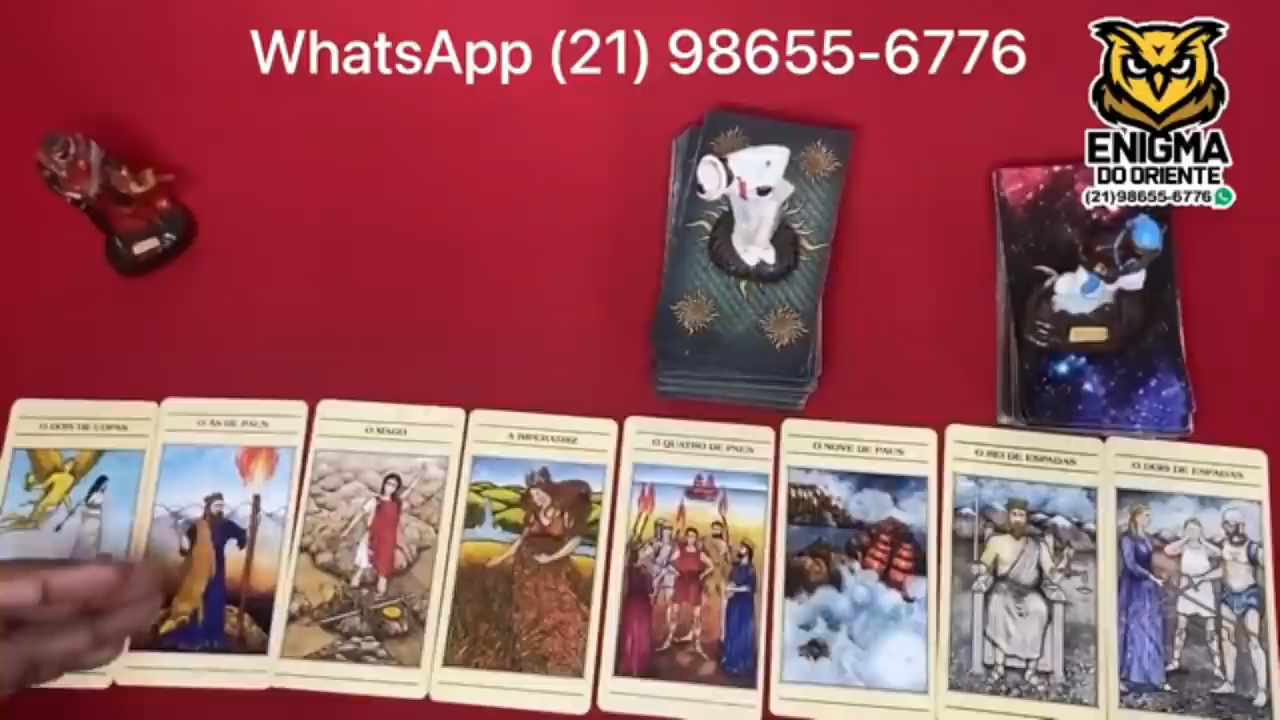 WhatsApp (21) 98655-6776
ENIGMA
DO ORIENTE
(21)98655-6776
O DOIS DE COPAS
O ÁS DE PAUS
O MAGO
A IMPERATRIZ
O QUATRO DE PAUS
O NOVE DE PAUS
O REI DE ESPADAS
O DOIS DE ESPADAS